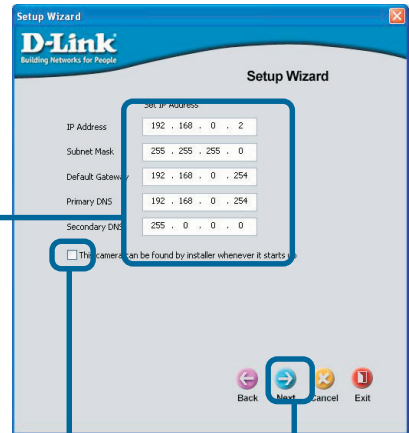 Setup Wizard
D-Link
Building Networks for People
Setup Wizard
Set IP Address
IP Address 192 . 168 . 0 . 2
Subnet Mask 255 . 255 . 255 . 0
Default Gateway 192 . 168 . 0 . 254
Primary DNS 192 . 168 . 0 . 254
Secondary DNS 255 . 0 . 0 . 0
This camera can be found by installer whenever it starts up
Back Next Cancel Exit